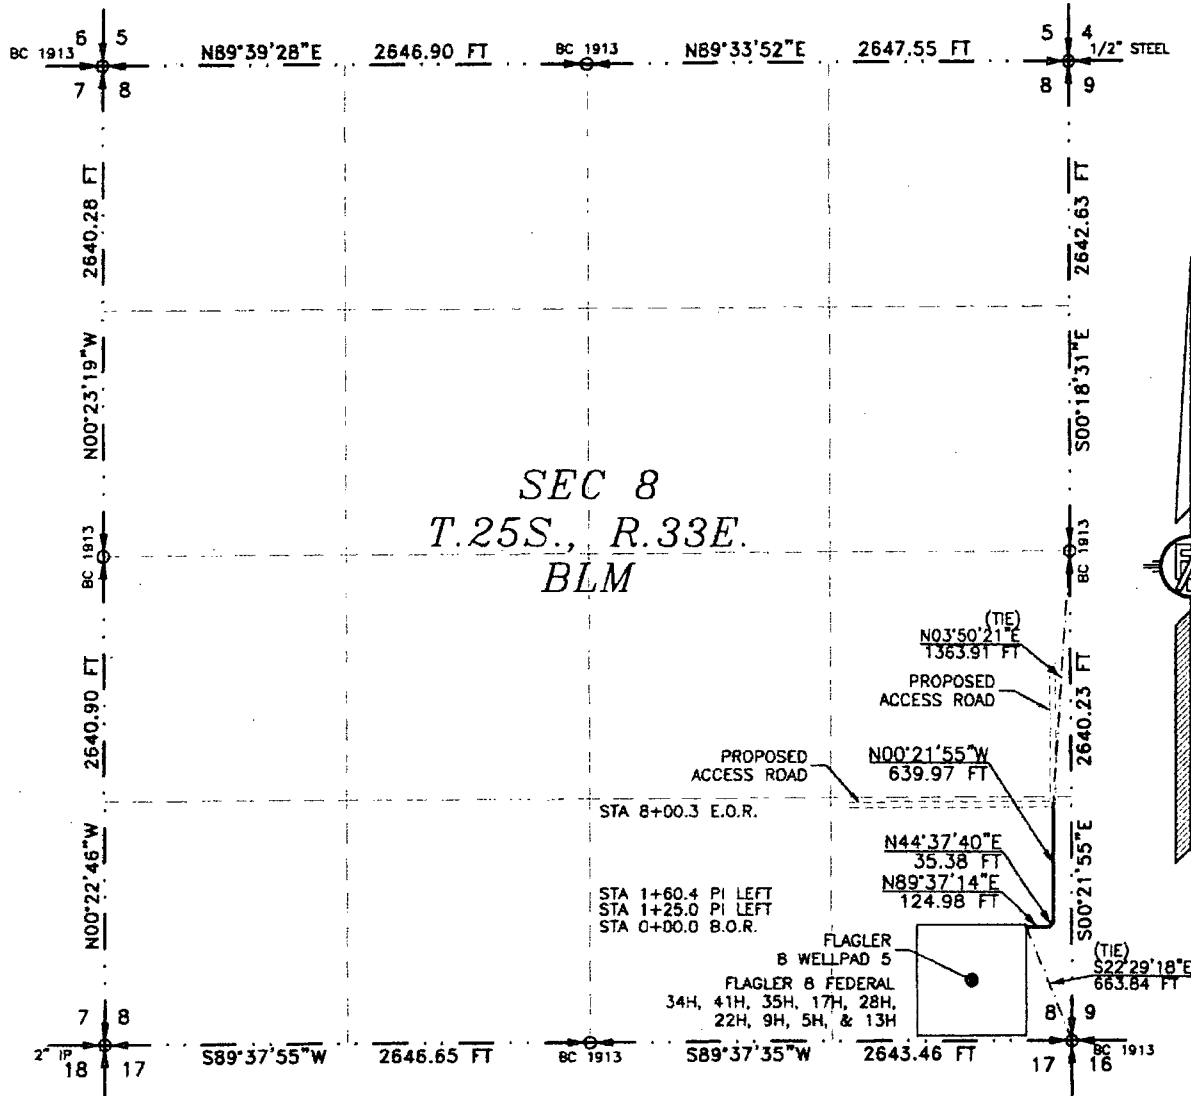 6 5
BC 1913
7 8
N89°39'28"E 2646.90 FT
BC 1913
N89°33'52"E 2647.55 FT
5 4
1/2" STEEL
8 9
2640.28 FT
N00°23'19"W
2642.63 FT
S00°18'31"E
SEC 8
T.25S., R.33E.
BLM
BC 1913
BC 1913
(TIE)
N03°50'21"E
1363.91 FT
PROPOSED
ACCESS ROAD
2640.90 FT
N00°22'46"W
2640.23 FT
S00°21'55"E
PROPOSED
ACCESS ROAD
N00°21'55"W
639.97 FT
STA 8+00.3 E.O.R.
N44°37'40"E
35.38 FT
N89°37'14"E
124.98 FT
STA 1+60.4 PI LEFT
STA 1+25.0 PI LEFT
STA 0+00.0 B.O.R.
FLAGLER
8 WELLPAD 5
FLAGLER 8 FEDERAL
34H, 41H, 35H, 17H, 28H,
22H, 9H, 5H, & 13H
(TIE)
S22°29'18"E
663.84 FT
7 8
2" IP
18 17
S89°37'55"W 2646.65 FT
BC 1913
S89°37'35"W 2643.46 FT
8 9
17 16
BC 1913